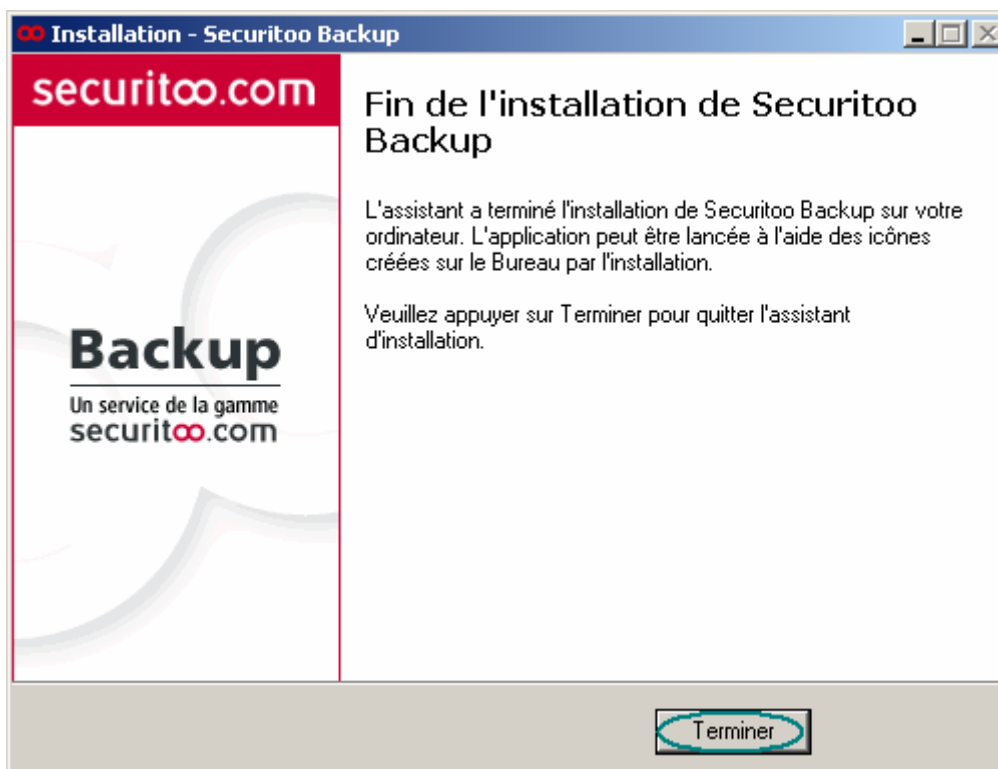 Installation - Securitoo Backup
securitoo.com
Fin de l'installation de Securitoo
Backup
L'assistant a terminé l'installation de Securitoo Backup sur votre
ordinateur. L'application peut être lancée à l'aide des icônes
créées sur le Bureau par l'installation.
Veuillez appuyer sur Terminer pour quitter l'assistant
d'installation.
Backup
Un service de la gamme
securitoo.com
Terminer